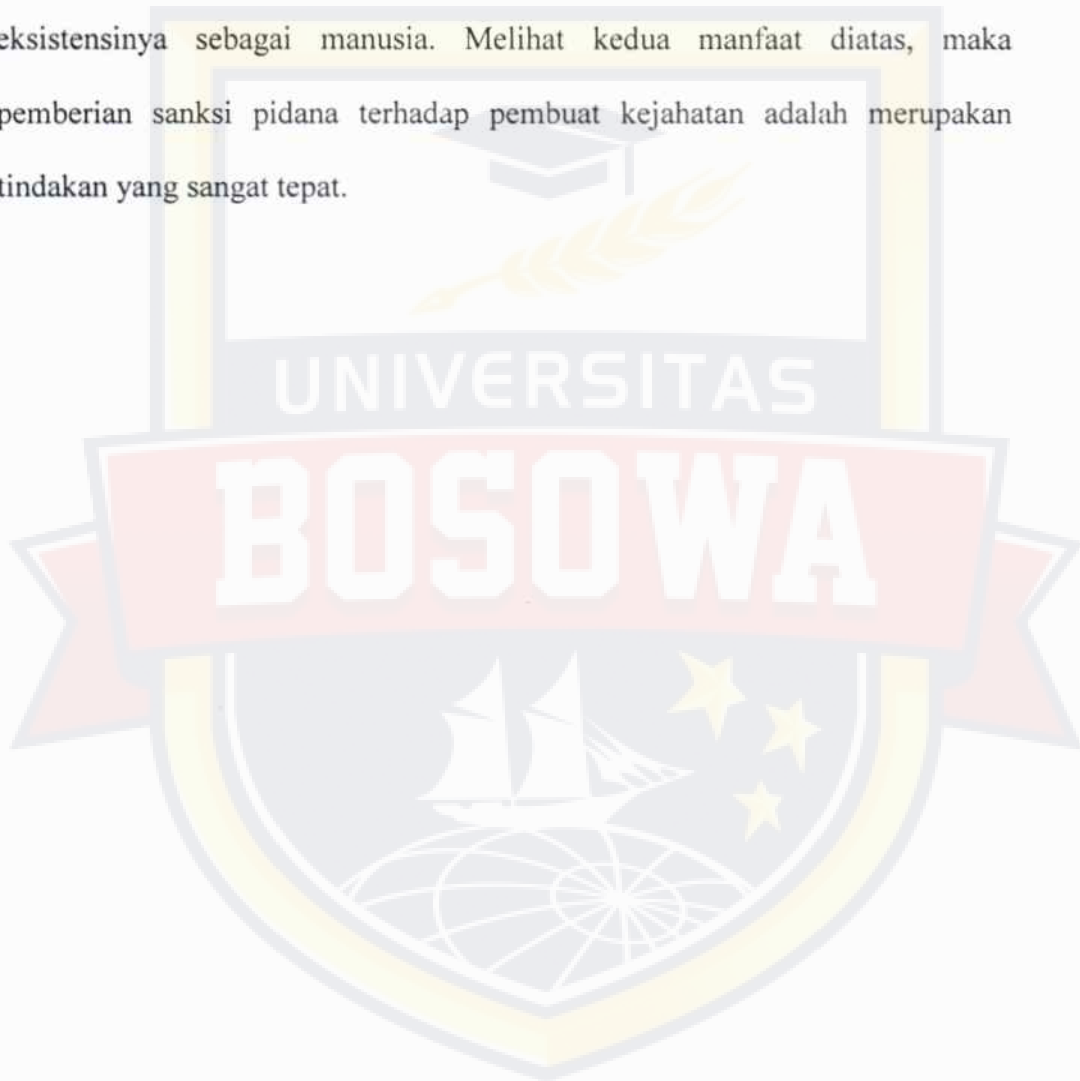 eksistensinya sebagai manusia. Melihat kedua manfaat diatas, maka
pemberian sanksi pidana terhadap pembuat kejahatan adalah merupakan
tindakan yang sangat tepat.
UNIVERSITAS
BOSOWA